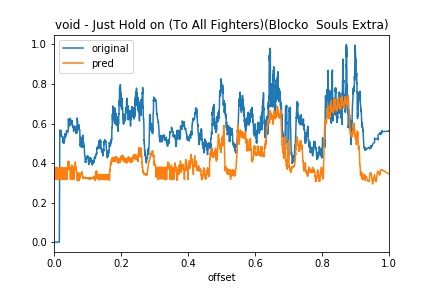 void - Just Hold on (To All Fighters)(Blocko  Souls Extra)
original
pred
1.0
0.8
0.6
0.4
0.2
0.0
0.0 0.2 0.4 0.6 0.8 1.0
offset